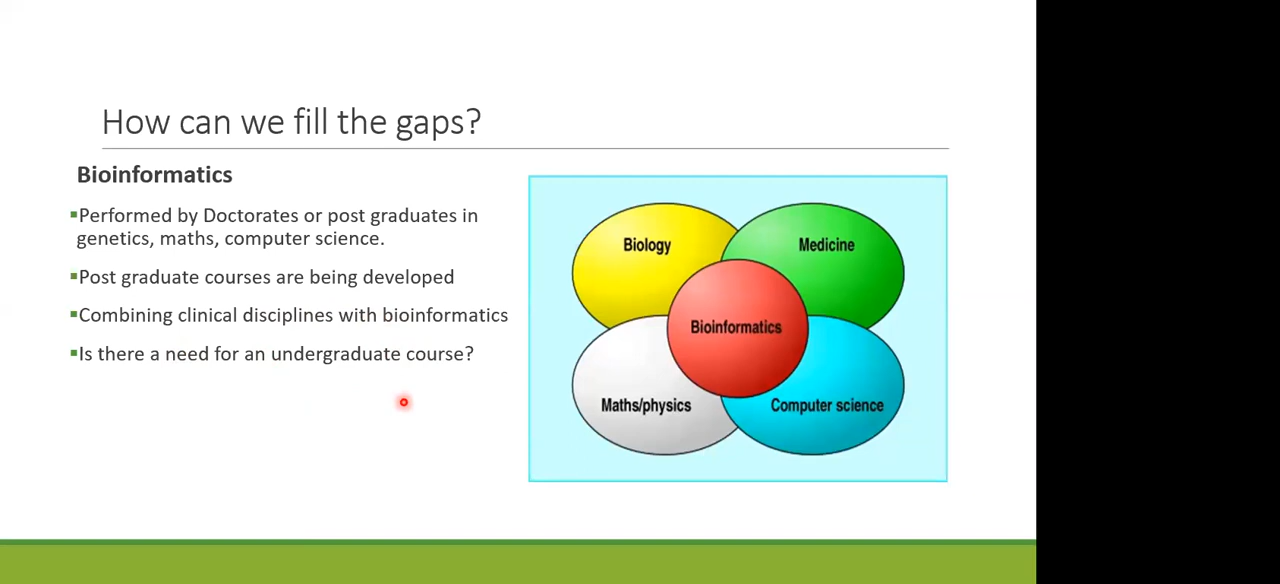 How can we fill the gaps?
Bioinformatics
▪Performed by Doctorates or post graduates in
genetics, maths, computer science.
▪Post graduate courses are being developed
▪Combining clinical disciplines with bioinformatics
▪Is there a need for an undergraduate course?
Biology
Medicine
Bioinformatics
Maths/physics
Computer science